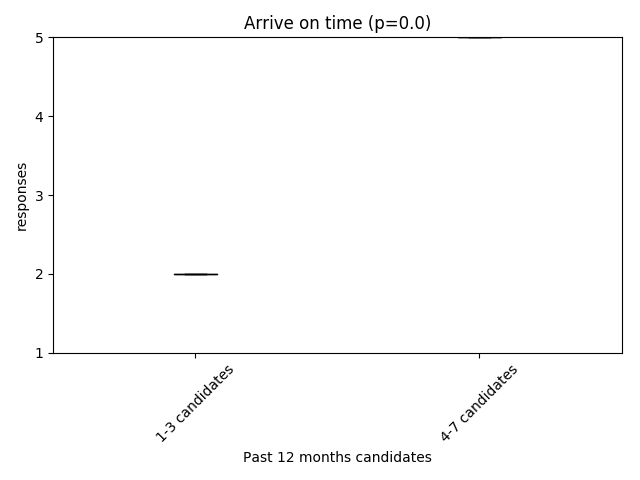 Arrive on time (p=0.0)
5
4
3
2
1
responses
1-3 candidates
4-7 candidates
Past 12 months candidates